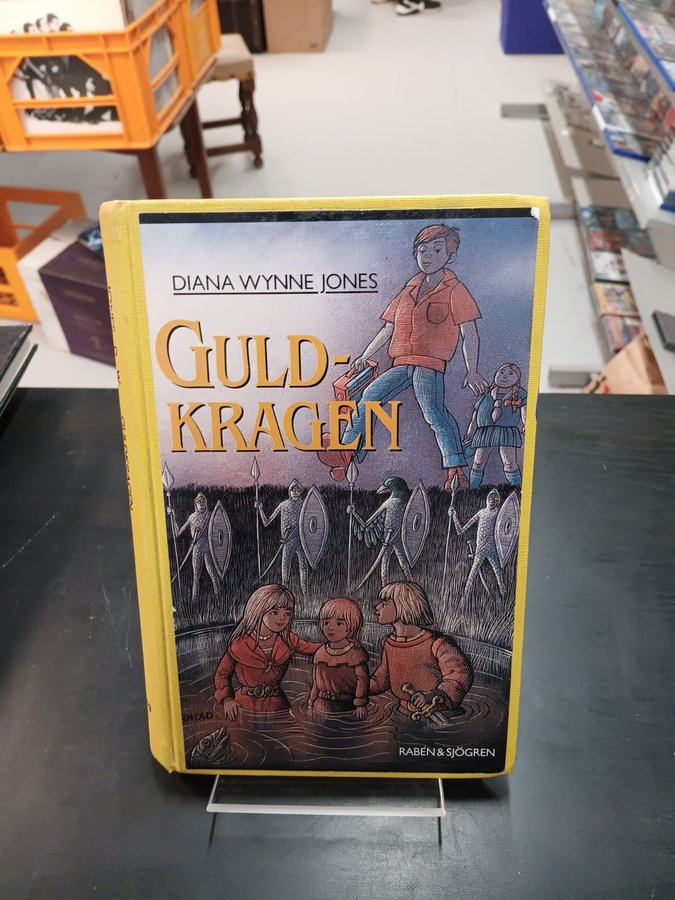 DIANA WYNNE JONES
GULD-
KRAGEN
RABÉN & SJÖGREN